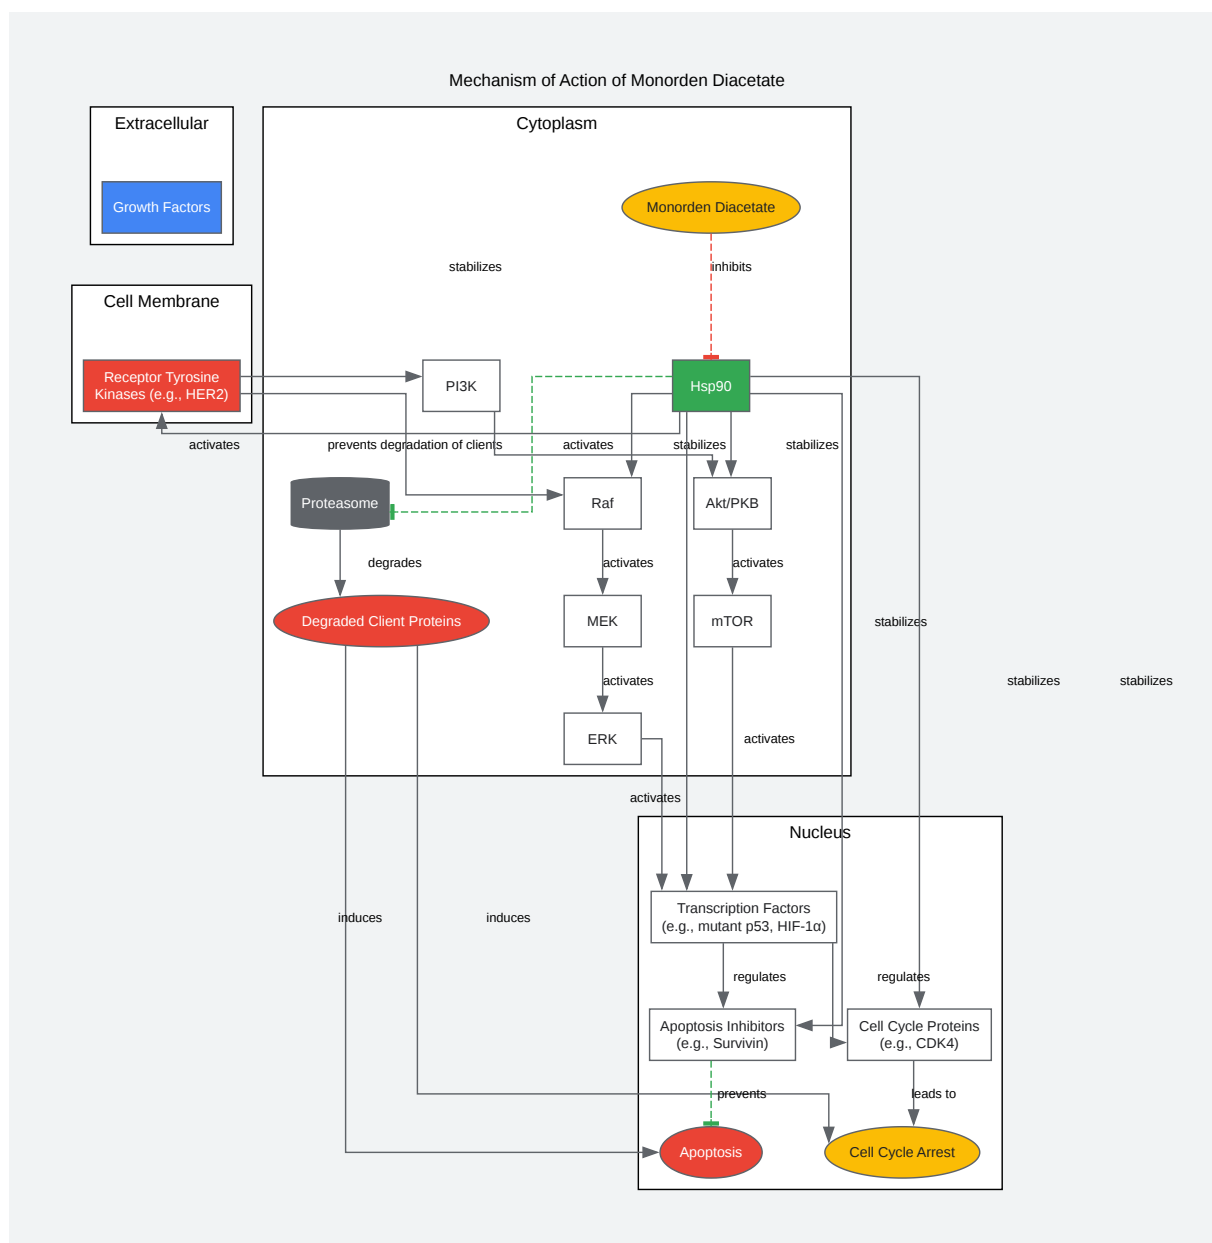 Mechanism of Action of Monorden Diacetate
Extracellular
Growth Factors
Cytoplasm
Monorden Diacetate
stabilizes
inhibits
Cell Membrane
Receptor Tyrosine
Kinases (e.g., HER2)
PI3K
Hsp90
activates
prevents degradation of clients
activates
stabilizes
stabilizes
Proteasome
Raf
Akt/PKB
degrades
activates
activates
Degraded Client Proteins
MEK
mTOR
stabilizes
activates
stabilizes
stabilizes
ERK
activates
activates
Nucleus
Transcription Factors
(e.g., mutant p53, HIF-1α)
induces
induces
regulates
regulates
Apoptosis Inhibitors
(e.g., Survivin)
Cell Cycle Proteins
(e.g., CDK4)
prevents
leads to
Apoptosis
Cell Cycle Arrest